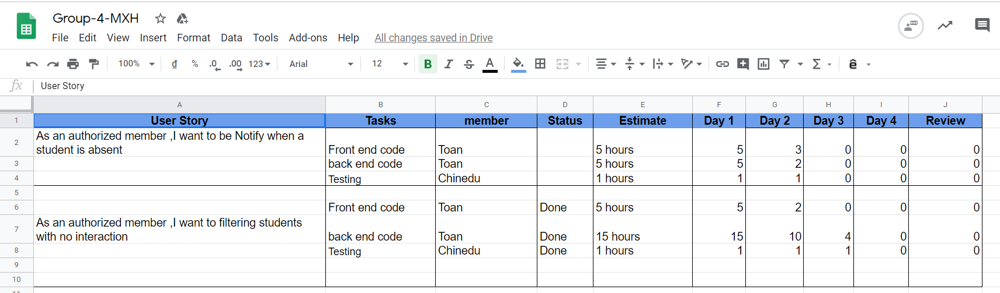 Group-4-MXH
File Edit View Insert Format Data Tools Add-ons Help All changes saved in Drive
100% ₫ % .0 .00 123 Arial 12 B I S A Σ ê
fx User Story
A B C D E F G H I J
1 User Story Tasks member Status Estimate Day 1 Day 2 Day 3 Day 4 Review
As an authorized member ,I want to be Notify when a
2 student is absent Front end code Toan 5 hours 5 3 0 0 0
3 back end code Toan 5 hours 5 2 0 0 0
4 Testing Chinedu 1 hours 1 1 0 0 0
5
6 Front end code Toan Done 5 hours 5 2 0 0 0
As an authorized member ,I want to filtering students
7 with no interaction back end code Toan Done 15 hours 15 10 4 0 0
8 Testing Chinedu Done 1 hours 1 1 1 0 0
9
10